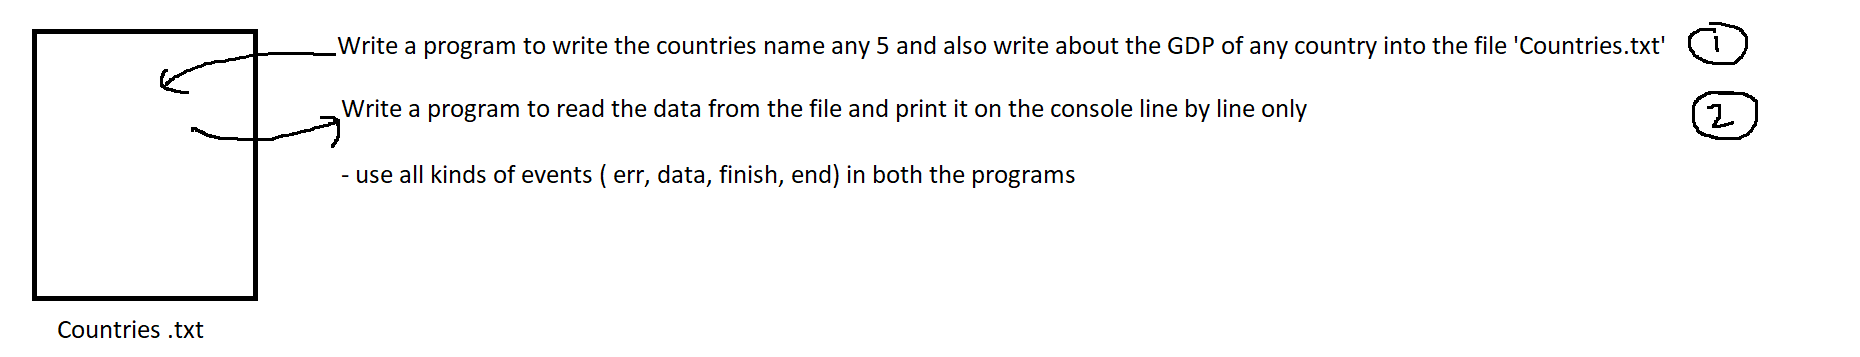 Write a program to write the countries name any 5 and also write about the GDP of any country into the file 'Countries.txt' 1
Write a program to read the data from the file and print it on the console line by line only 2
- use all kinds of events ( err, data, finish, end) in both the programs
Countries .txt